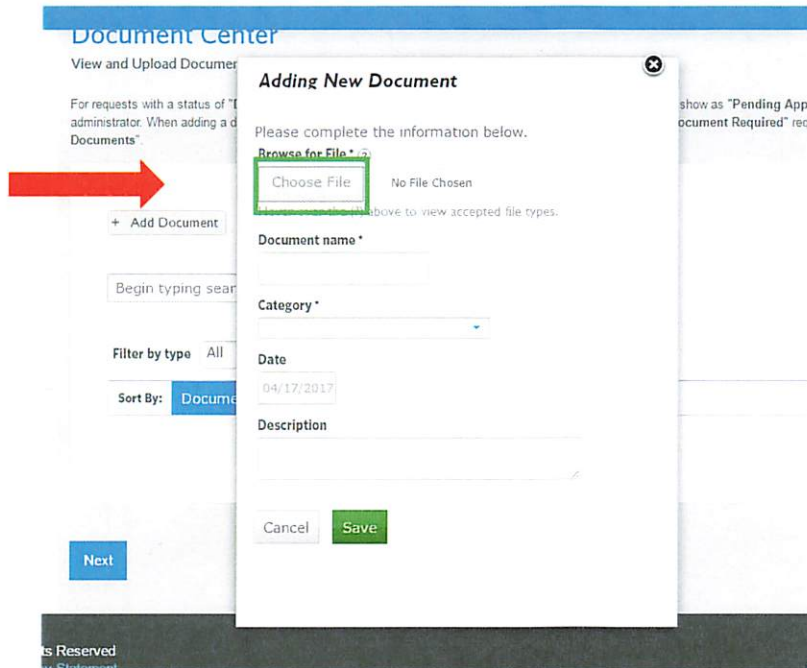 Document Center
View and Upload Documen
For requests with a status of "D
show as "Pending App
administrator. When adding a d
ocument Required" rec
Documents".
+ Add Document
Begin typing sear
Filter by type All
Sort By: Docume
Next
ts Reserved
Statement
Adding New Document
Please complete the information below.
Browse for File * ?
Choose File No File Chosen
above to view accepted file types.
Document name *
Category *
Date
04/17/2017
Description
Cancel Save